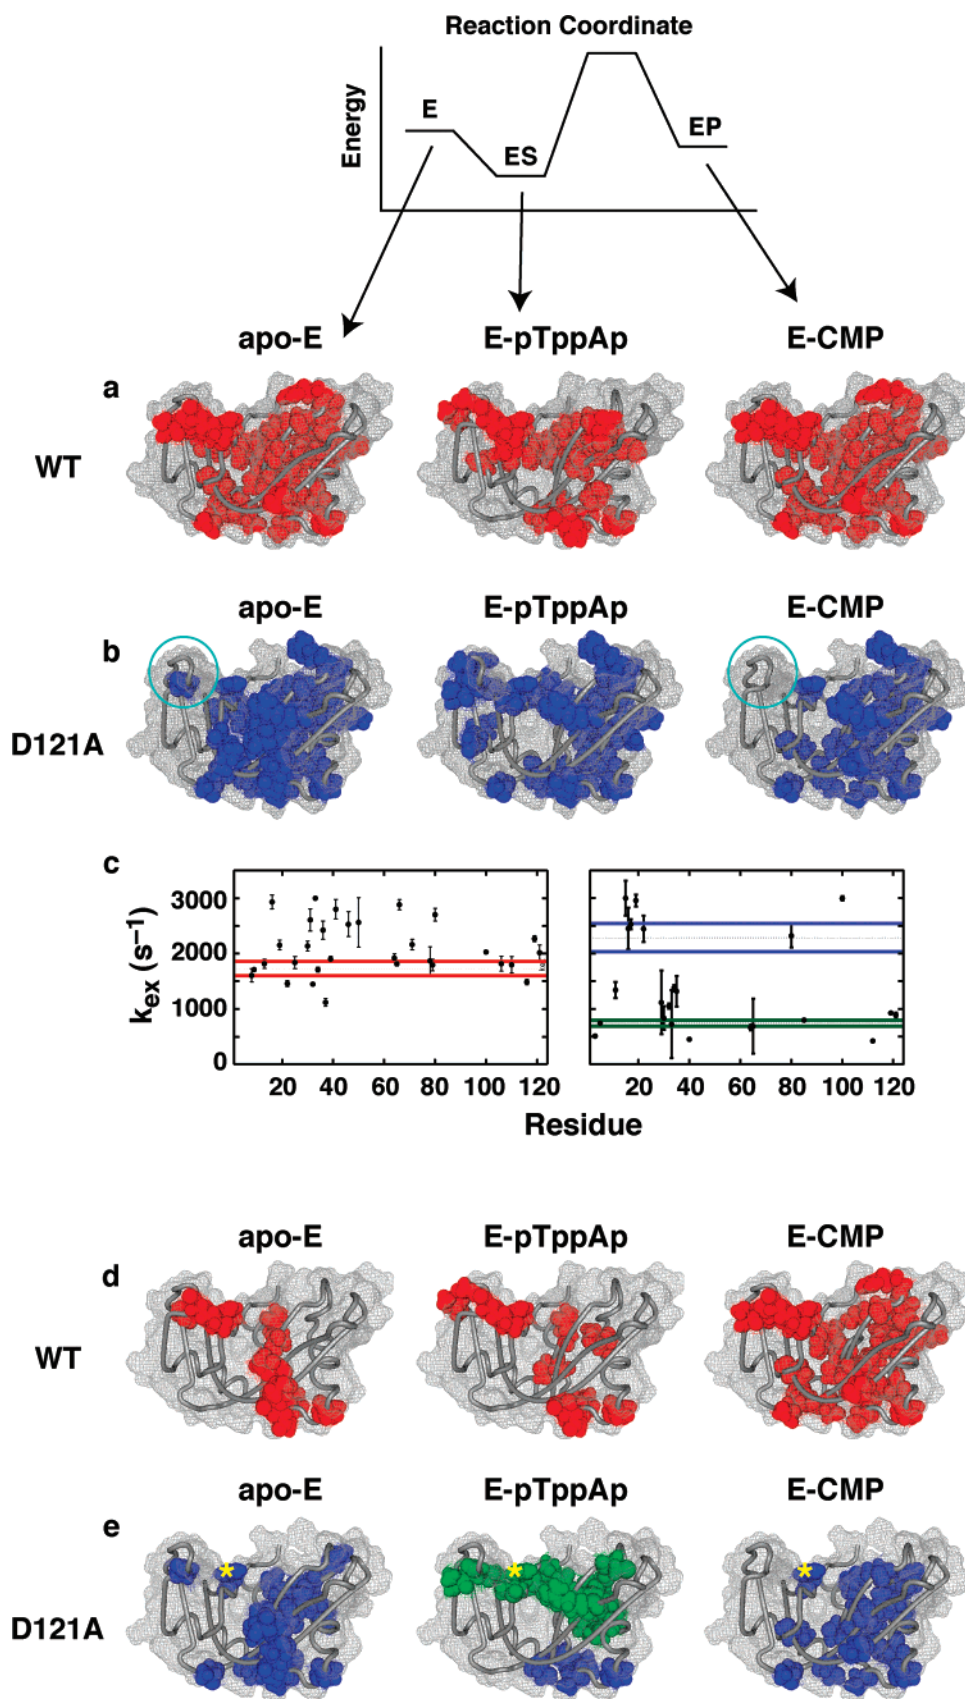 Reaction Coordinate
Energy
E
ES
EP
apo-E
E-pTppAp
E-CMP
a
WT
apo-E
E-pTppAp
E-CMP
b
D121A
c
kex (s−1)
3000
2000
1000
0
20
40
60
80
100
120
20
40
60
80
100
120
Residue
apo-E
E-pTppAp
E-CMP
d
WT
apo-E
E-pTppAp
E-CMP
e
*
*
*
D121A